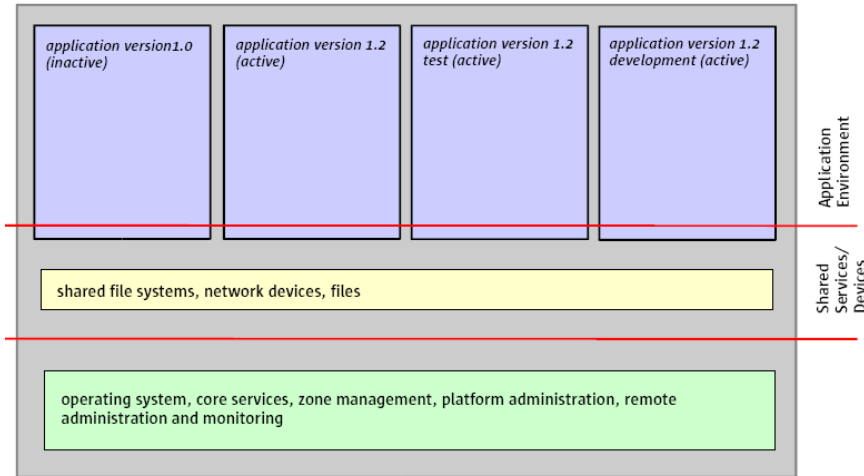 application version1.0
(inactive)
application version 1.2
(active)
application version 1.2
test (active)
application version 1.2
development (active)
Application
Environment
shared file systems, network devices, files
Shared
Services/
Devices
operating system, core services, zone management, platform administration, remote
administration and monitoring